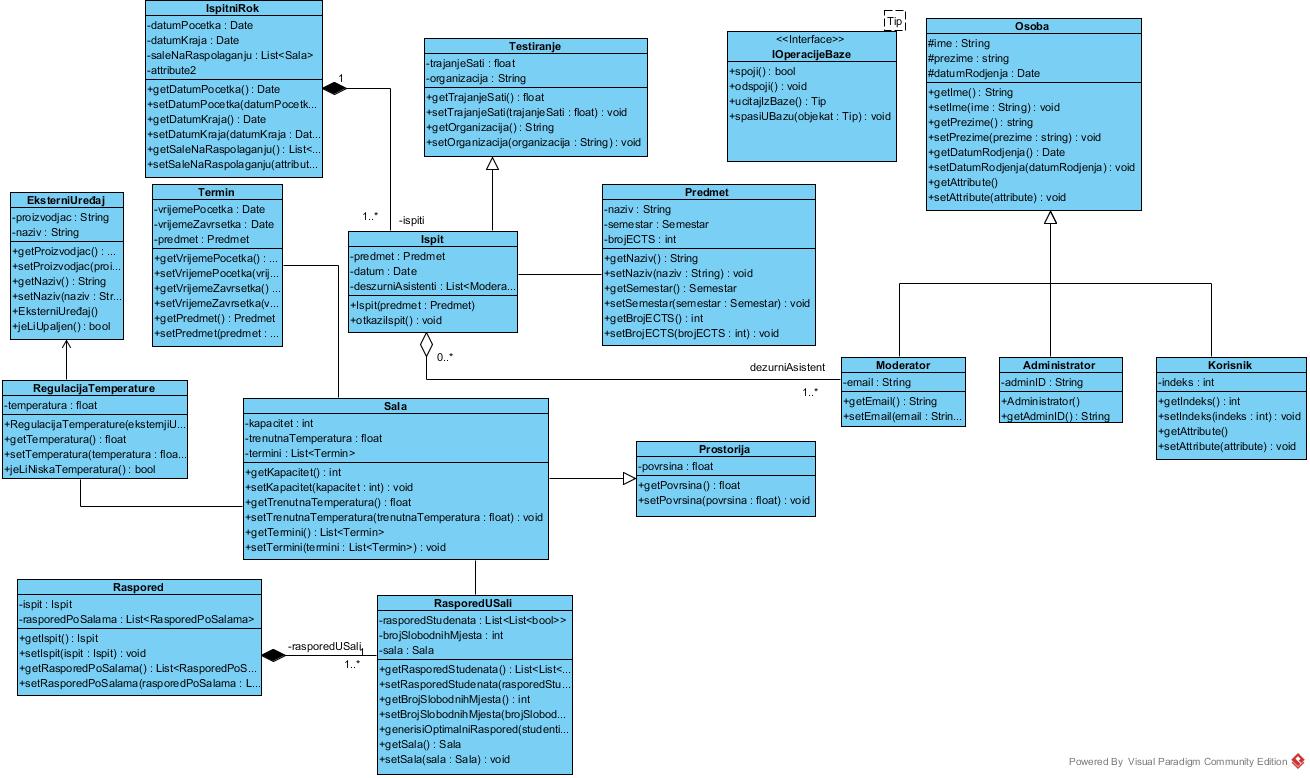 IspitniRok
-datumPocetka : Date
-datumKraja : Date
-saleNaRaspolaganju : List<Sala>
-attribute2
+getDatumPocetka() : Date
+setDatumPocetka(datumPocetk...
+getDatumKraja() : Date
+setDatumKraja(datumKraja : Dat...
+getSaleNaRaspolaganju() : List<...
+setSaleNaRaspolaganju(attribut...
1
1..*
-ispiti
Testiranje
-trajanjeSati : float
-organizacija : String
+getTrajanjeSati() : float
+setTrajanjeSati(trajanjeSati : float) : void
+getOrganizacija() : String
+setOrganizacija(organizacija : String) : void
Tip
<<Interface>>
IOperacijeBaze
+spoji() : bool
+odspoji() : void
+ucitajIzBaze() : Tip
+spasiUBazu(objekat : Tip) : void
Osoba
#ime : String
#prezime : string
#datumRodjenja : Date
+getIme() : String
+setIme(ime : String) : void
+getPrezime() : string
+setPrezime(prezime : string) : void
+getDatumRodjenja() : Date
+setDatumRodjenja(datumRodjenja) : void
+getAttribute()
+setAttribute(attribute) : void
EksterniUređaj
-proizvodjac : String
-naziv : String
+getProizvodjac() : ...
+setProizvodjac(proi...
+getNaziv() : String
+setNaziv(naziv : Str...
+EksterniUređaj()
+jeLiUpaljen() : bool
Termin
-vrijemePocetka : Date
-vrijemeZavrsetka : Date
-predmet : Predmet
+getVrijemePocetka() : ...
+setVrijemePocetka(vrij...
+getVrijemeZavrsetka() ...
+setVrijemeZavrsetka(v...
+getPredmet() : Predmet
+setPredmet(predmet : ...
Ispit
-predmet : Predmet
-datum : Date
-deszurniAsistenti : List<Modera...
+Ispit(predmet : Predmet)
+otkaziIspit() : void
0..*
dezurniAsistent
1..*
Predmet
-naziv : String
-semestar : Semestar
-brojECTS : int
+getNaziv() : String
+setNaziv(naziv : String) : void
+getSemestar() : Semestar
+setSemestar(semestar : Semestar) : void
+getBrojECTS() : int
+setBrojECTS(brojECTS : int) : void
Moderator
-email : String
+getEmail() : String
+setEmail(email : Strin...
Administrator
-adminID : String
+Administrator()
+getAdminID() : String
Korisnik
-indeks : int
+getIndeks() : int
+setIndeks(indeks : int) : void
+getAttribute()
+setAttribute(attribute) : void
RegulacijaTemperature
-temperatura : float
+RegulacijaTemperature(eksternjiU...
+getTemperatura() : float
+setTemperatura(temperatura : floa...
+jeLiNiskaTemperatura() : bool
Sala
-kapacitet : int
-trenutnaTemperatura : float
-termini : List<Termin>
+getKapacitet() : int
+setKapacitet(kapacitet : int) : void
+getTrenutnaTemperatura() : float
+setTrenutnaTemperatura(trenutnaTemperatura : float) : void
+getTermini() : List<Termin>
+setTermini(termini : List<Termin>) : void
Prostorija
-povrsina : float
+getPovrsina() : float
+setPovrsina(povrsina : float) : void
Raspored
-ispit : Ispit
-rasporedPoSalama : List<RasporedPoSalama>
+getIspit() : Ispit
+setIspit(ispit : Ispit) : void
+getRasporedPoSalama() : List<RasporedPoS...
+setRasporedPoSalama(rasporedPoSalama : L...
-rasporedUSali
1
1..*
RasporedUSali
-rasporedStudenata : List<List<bool>>
-brojSlobodnihMjesta : int
-sala : Sala
+getRasporedStudenata() : List<List<...
+setRasporedStudenata(rasporedStu...
+getBrojSlobodnihMjesta() : int
+setBrojSlobodnihMjesta(brojSlobod...
+generisiOptimalniRaspored(studenti...
+getSala() : Sala
+setSala(sala : Sala) : void
Powered By Visual Paradigm Community Edition